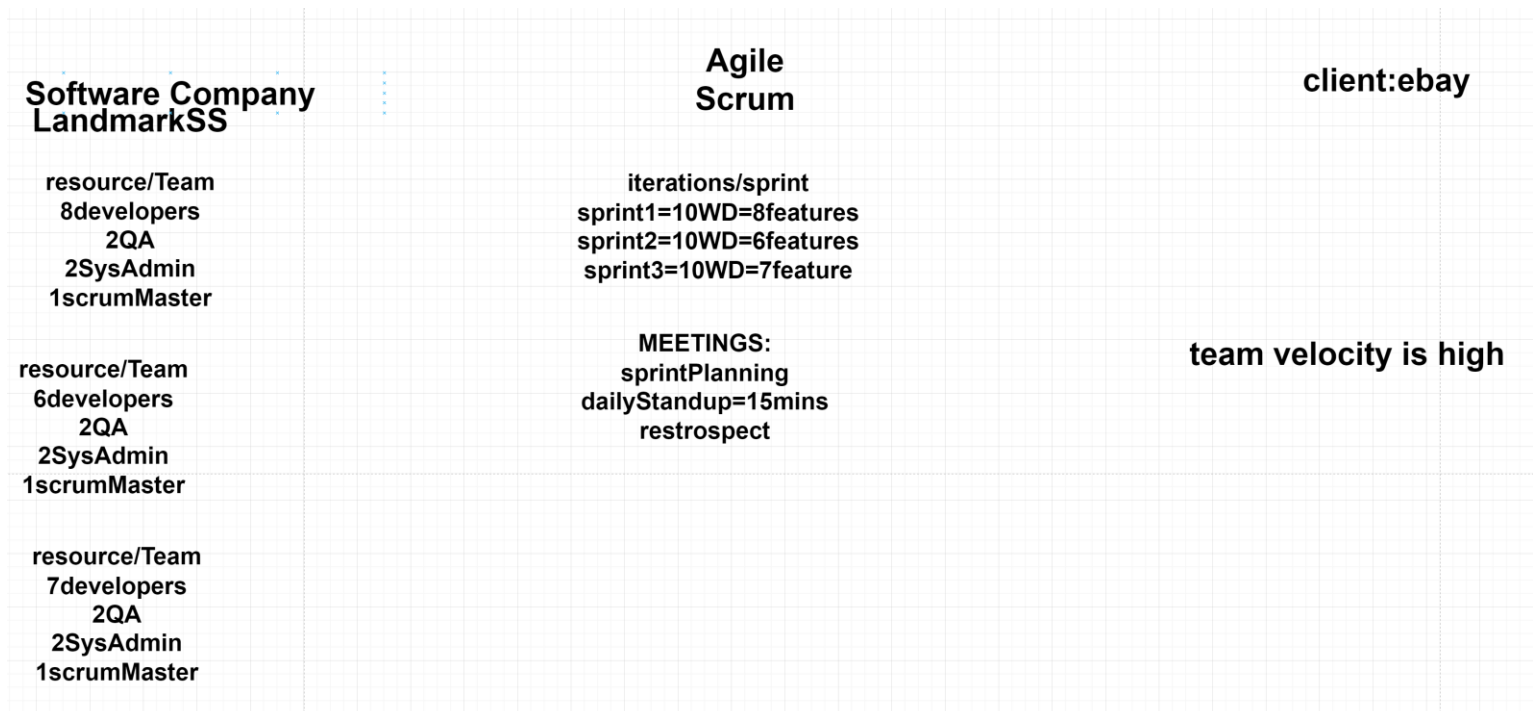 Software Company
LandmarkSS
resource/Team
8developers
2QA
2SysAdmin
1scrumMaster
resource/Team
6developers
2QA
2SysAdmin
1scrumMaster
resource/Team
7developers
2QA
2SysAdmin
1scrumMaster
Agile
Scrum
iterations/sprint
sprint1=10WD=8features
sprint2=10WD=6features
sprint3=10WD=7feature
MEETINGS:
sprintPlanning
dailyStandup=15mins
restrospect
client:ebay
team velocity is high